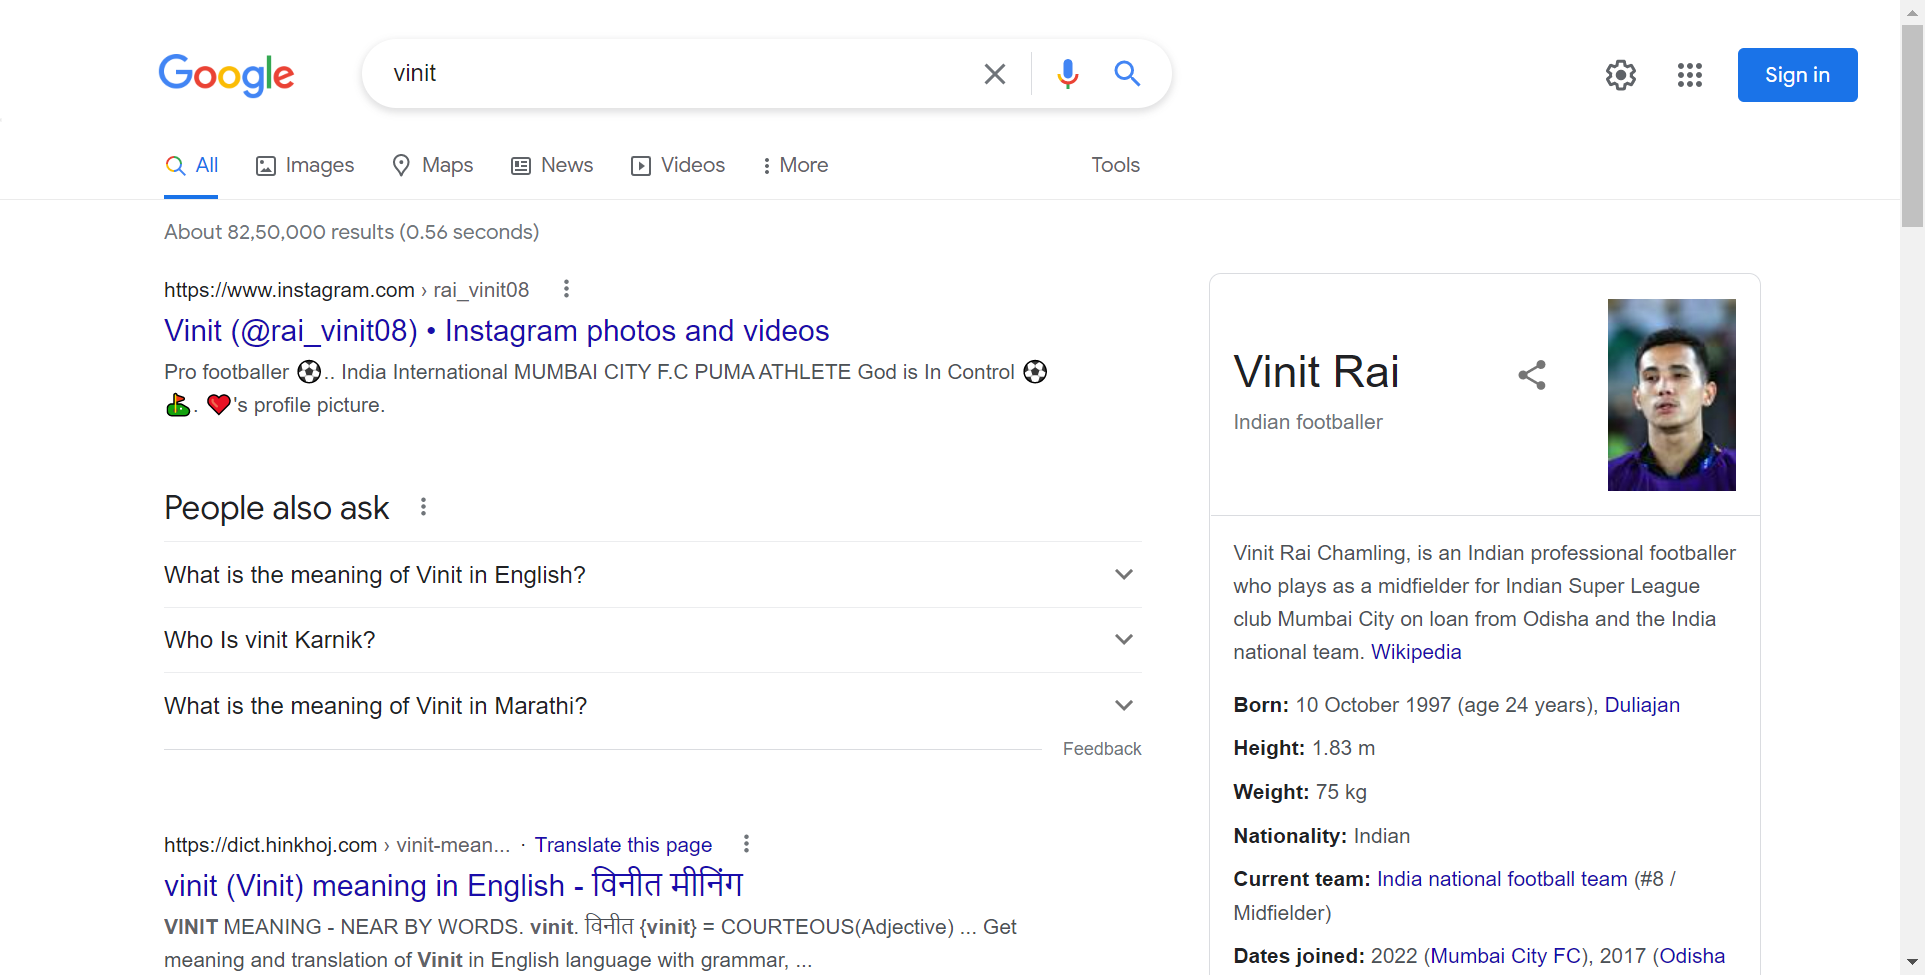 Google
vinit
Sign in
All
Images
Maps
News
Videos
More
Tools
About 82,50,000 results (0.56 seconds)
https://www.instagram.com › rai_vinit08
Vinit (@rai_vinit08) • Instagram photos and videos
Pro footballer ⚽.. India International MUMBAI CITY F.C PUMA ATHLETE God is In Control ⚽
⛳. ❤️'s profile picture.
People also ask
What is the meaning of Vinit in English?
Who Is vinit Karnik?
What is the meaning of Vinit in Marathi?
Feedback
https://dict.hinkhoj.com › vinit-mean... · Translate this page
vinit (Vinit) meaning in English - विनीत मीनिंग
VINIT MEANING - NEAR BY WORDS. vinit. विनीत {vinit} = COURTEOUS(Adjective) ... Get
meaning and translation of Vinit in English language with grammar, ...
Vinit Rai
Indian footballer
Vinit Rai Chamling, is an Indian professional footballer
who plays as a midfielder for Indian Super League
club Mumbai City on loan from Odisha and the India
national team. Wikipedia
Born: 10 October 1997 (age 24 years), Duliajan
Height: 1.83 m
Weight: 75 kg
Nationality: Indian
Current team: India national football team (#8 /
Midfielder)
Dates joined: 2022 (Mumbai City FC), 2017 (Odisha